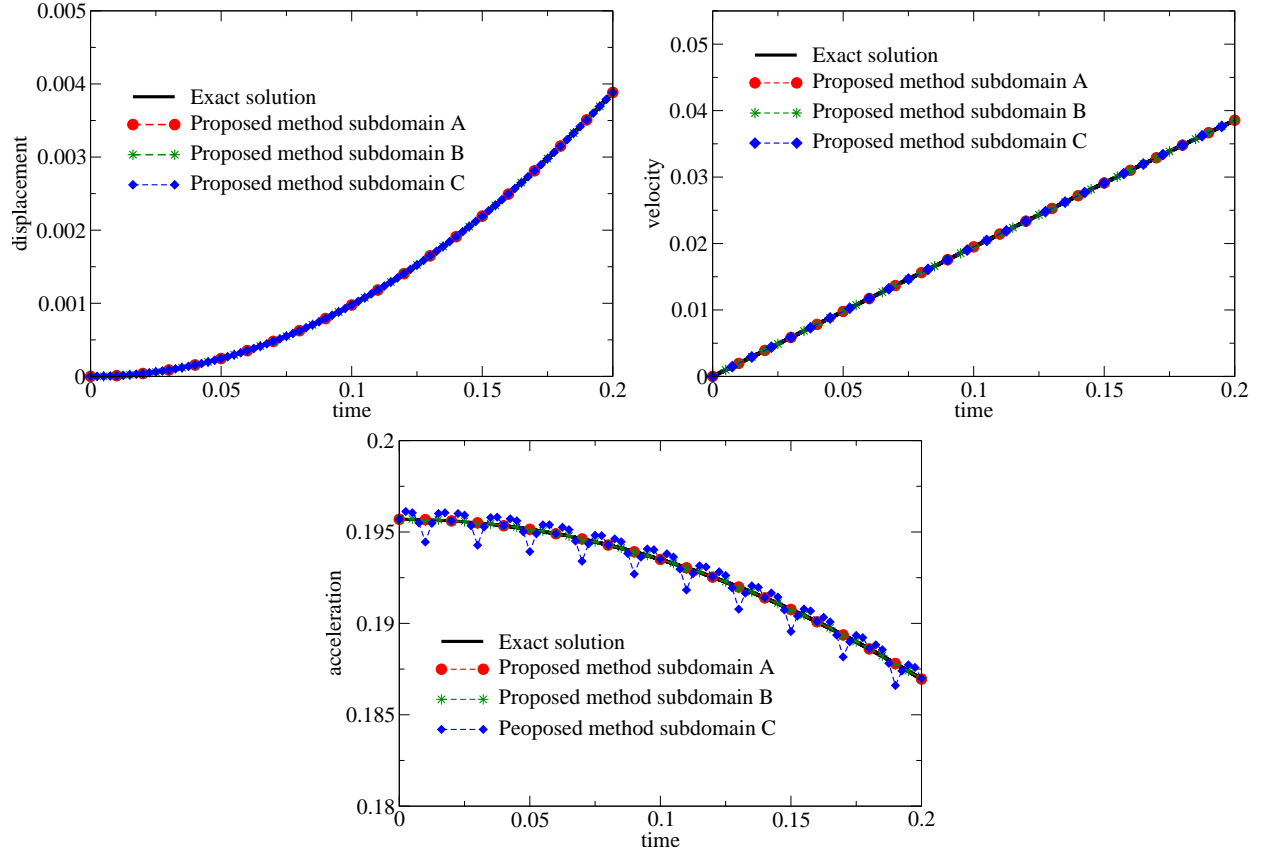 0.005
0.004
0.003
0.002
0.001
0
displacement
Exact solution
Proposed method subdomain A
Proposed method subdomain B
Proposed method subdomain C
0
0.05
0.1
0.15
0.2
time
0.05
0.04
0.03
0.02
0.01
0
velocity
Exact solution
Proposed method subdomain A
Proposed method subdomain B
Proposed method subdomain C
0
0.05
0.1
0.15
0.2
time
0.2
0.195
0.19
0.185
0.18
acceleration
Exact solution
Proposed method subdomain A
Proposed method subdomain B
Peoposed method subdomain C
0
0.05
0.1
0.15
0.2
time